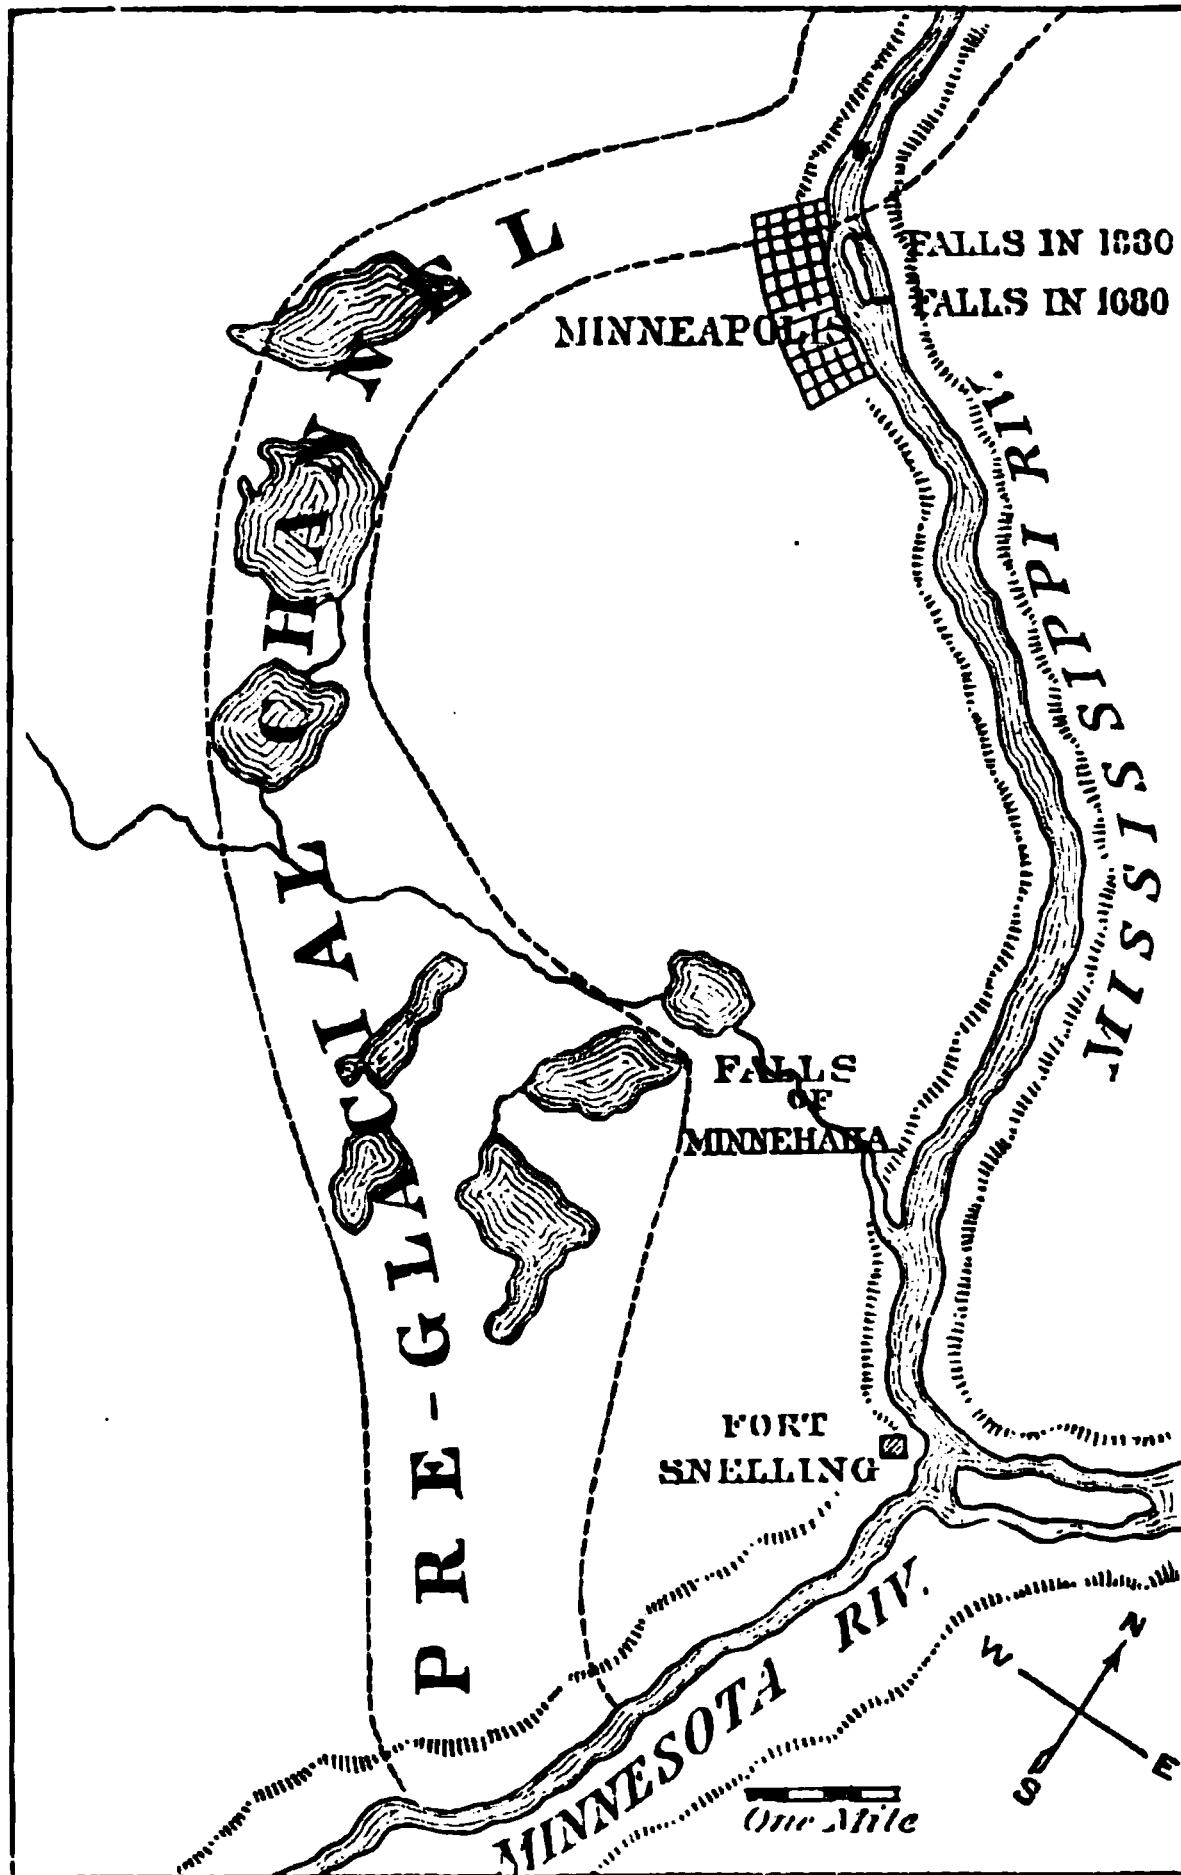 PRE-GLACIAL CHANNEL
FALLS IN 1880
FALLS IN 1680
MINNEAPOLIS
MISSISSIPPI RIV.
FALLS
OF
MINNEHAHA
FORT
SNELLING
MINNESOTA RIV.
N
W
E
S
One Mile